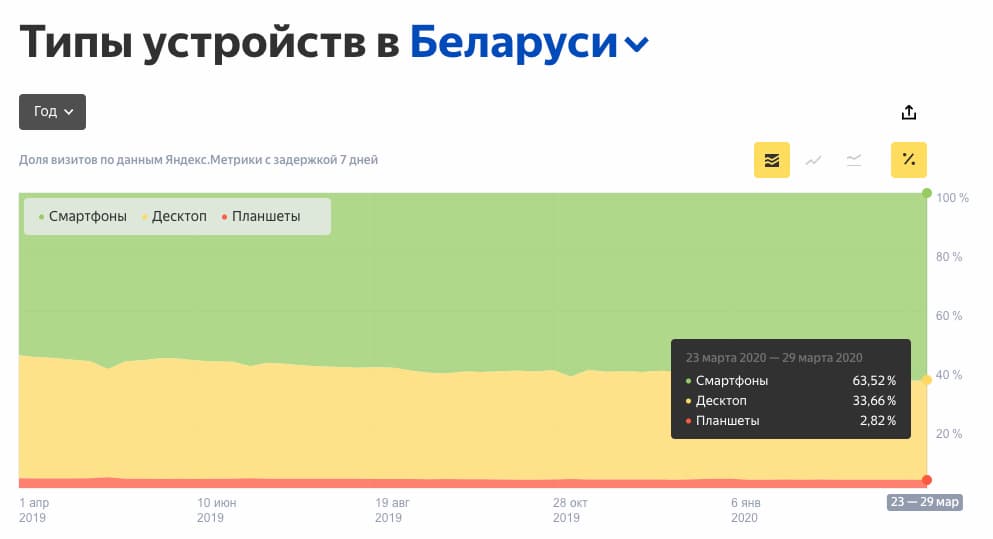 Типы устройств в Беларуси
Год
Доля визитов по данным Яндекс.Метрики с задержкой 7 дней
Смартфоны Десктоп Планшеты
100 %
80 %
60 %
40 %
20 %
23 марта 2020 — 29 марта 2020
Смартфоны 63,52 %
Десктоп 33,66 %
Планшеты 2,82 %
1 апр 2019
10 июн 2019
19 авг 2019
28 окт 2019
6 янв 2020
23 — 29 мар